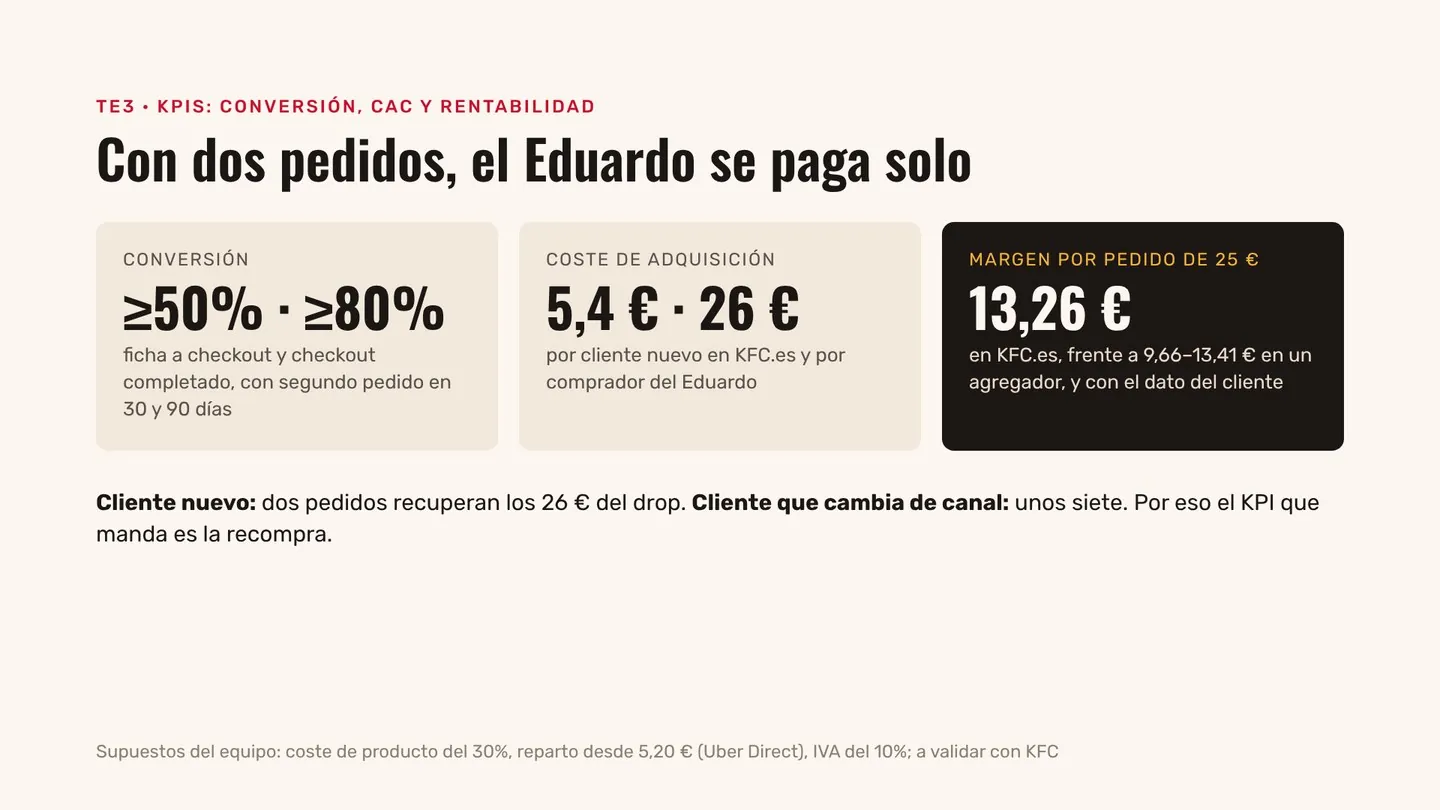 TE3 • KPIS: CONVERSIÓN, CAC Y RENTABILIDAD
Con dos pedidos, el Eduardo se paga solo
CONVERSIÓN
≥50% · ≥80%
ficha a checkout y checkout
completado, con segundo pedido en
30 y 90 días
COSTE DE ADQUISICIÓN
5,4 € · 26 €
por cliente nuevo en KFC.es y por
comprador del Eduardo
MARGEN POR PEDIDO DE 25 €
13,26 €
en KFC.es, frente a 9,66–13,41 € en un
agregador, y con el dato del cliente
Cliente nuevo: dos pedidos recuperan los 26 € del drop. Cliente que cambia de canal: unos siete. Por eso el KPI que
manda es la recompra.
Supuestos del equipo: coste de producto del 30%, reparto desde 5,20 € (Uber Direct), IVA del 10%; a validar con KFC